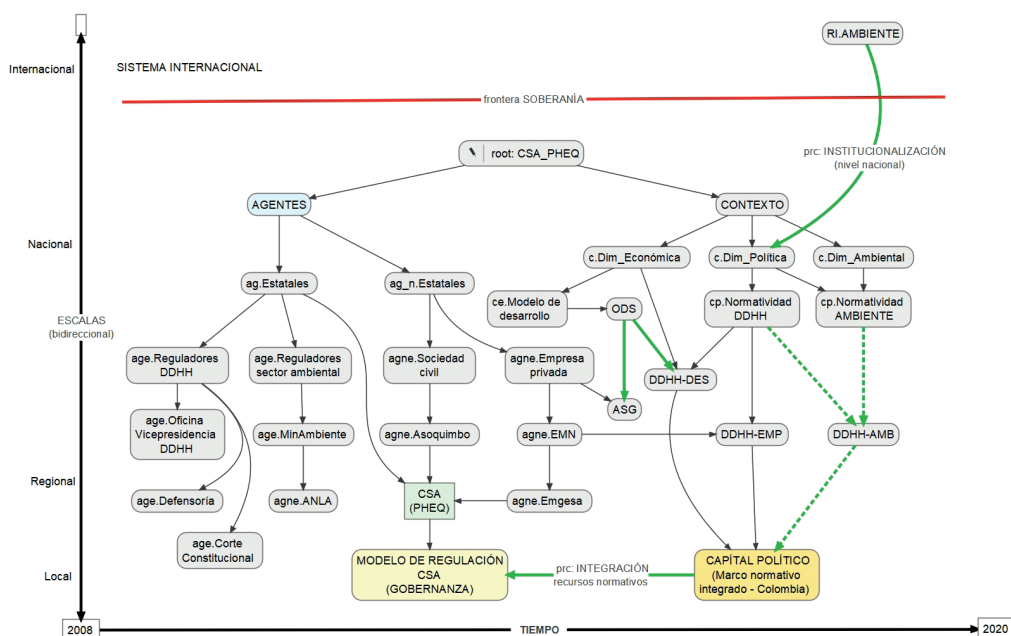 RI.AMBIENTE
Internacional
SISTEMA INTERNACIONAL
frontera SOBERANÍA
prc: INSTITUCIONALIZACIÓN
(nivel nacional)
root: CSA_PHEQ
AGENTES
CONTEXTO
Nacional
c.Dim_Económica
c.Dim_Política
c.Dim_Ambiental
ag.Estatales
ag_n.Estatales
ce.Modelo de
desarrollo
ODS
cp.Normatividad
DDHH
cp.Normatividad
AMBIENTE
ESCALAS
(bidireccional)
age.Reguladores
DDHH
age.Reguladores
sector ambiental
agne.Sociedad
civil
agne.Empresa
privada
DDHH-DES
ASG
age.Oficina
Vicepresidencia
DDHH
age.MinAmbiente
agne.Asoquimbo
agne.EMN
DDHH-EMP
DDHH-AMB
Regional
age.Defensoría
agne.ANLA
CSA
(PHEQ)
agne.Emgesa
age.Corte
Constitucional
Local
MODELO DE REGULACIÓN
CSA
(GOBERNANZA)
prc: INTEGRACIÓN
recursos normativos
CAPÍTAL POLÍTICO
(Marco normativo
integrado - Colombia)
2008
TIEMPO
2020